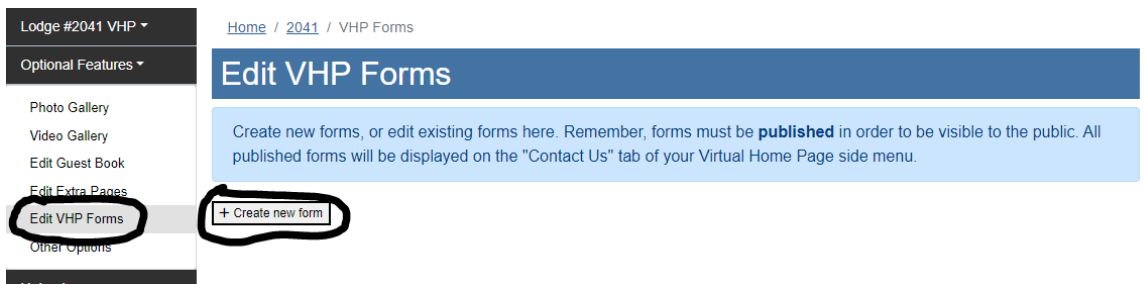 Lodge #2041 VHP
Optional Features
Photo Gallery
Video Gallery
Edit Guest Book
Edit Extra Pages
Edit VHP Forms
Other Options
Home / 2041 / VHP Forms
Edit VHP Forms
Create new forms, or edit existing forms here. Remember, forms must be published in order to be visible to the public. All
published forms will be displayed on the "Contact Us" tab of your Virtual Home Page side menu.
+ Create new form